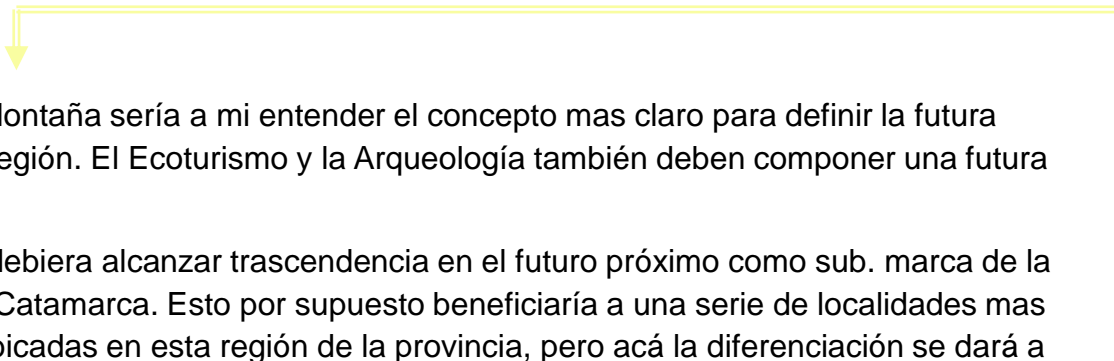 ontaña sería a mi entender el concepto mas claro para definir la futura
egión. El Ecoturismo y la Arqueología también deben componer una futura
debiera alcanzar trascendencia en el futuro próximo como sub. marca de la
Catamarca. Esto por supuesto beneficiaría a una serie de localidades mas
bicadas en esta región de la provincia, pero acá la diferenciación se dará a